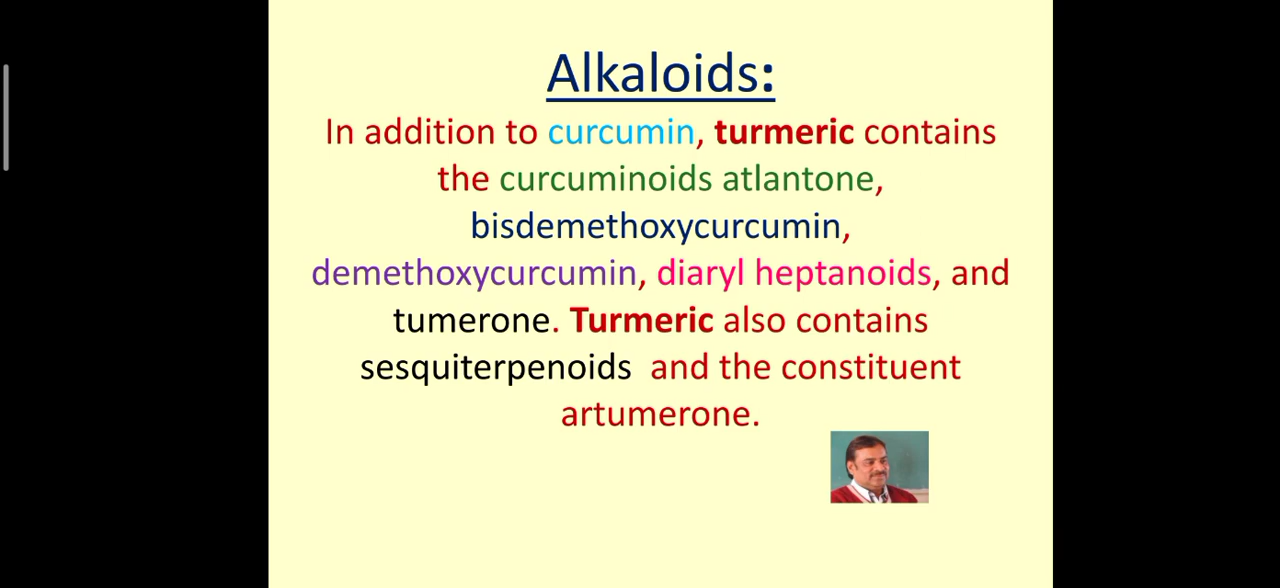 Alkaloids:
In addition to curcumin, turmeric contains
the curcuminoids atlantone,
bisdemethoxycurcumin,
demethoxycurcumin, diaryl heptanoids, and
tumerone. Turmeric also contains
sesquiterpenoids  and the constituent
artumerone.